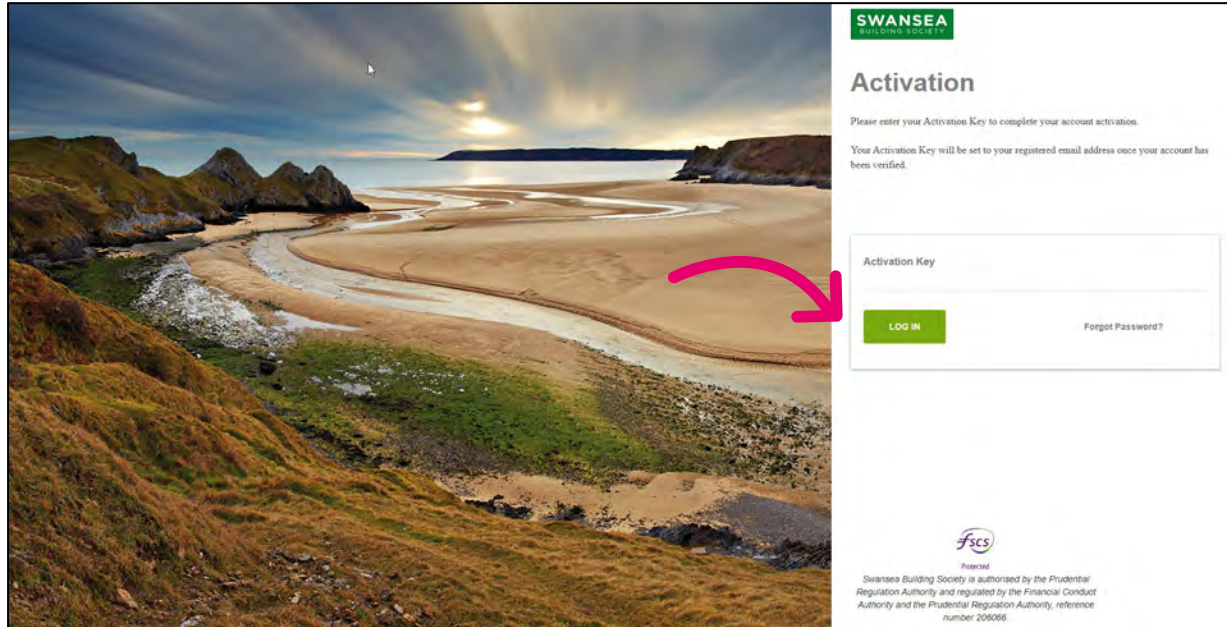 SWANSEA
BUILDING SOCIETY
Activation
Please enter your Activation Key to complete your account activation.
Your Activation Key will be set to your registered email address once your account has
been verified.
Activation Key
LOG IN
Forgot Password?
fscs
Protected
Swansea Building Society is authorised by the Prudential
Regulation Authority and regulated by the Financial Conduct
Authority and the Prudential Regulation Authority, reference
number 206066